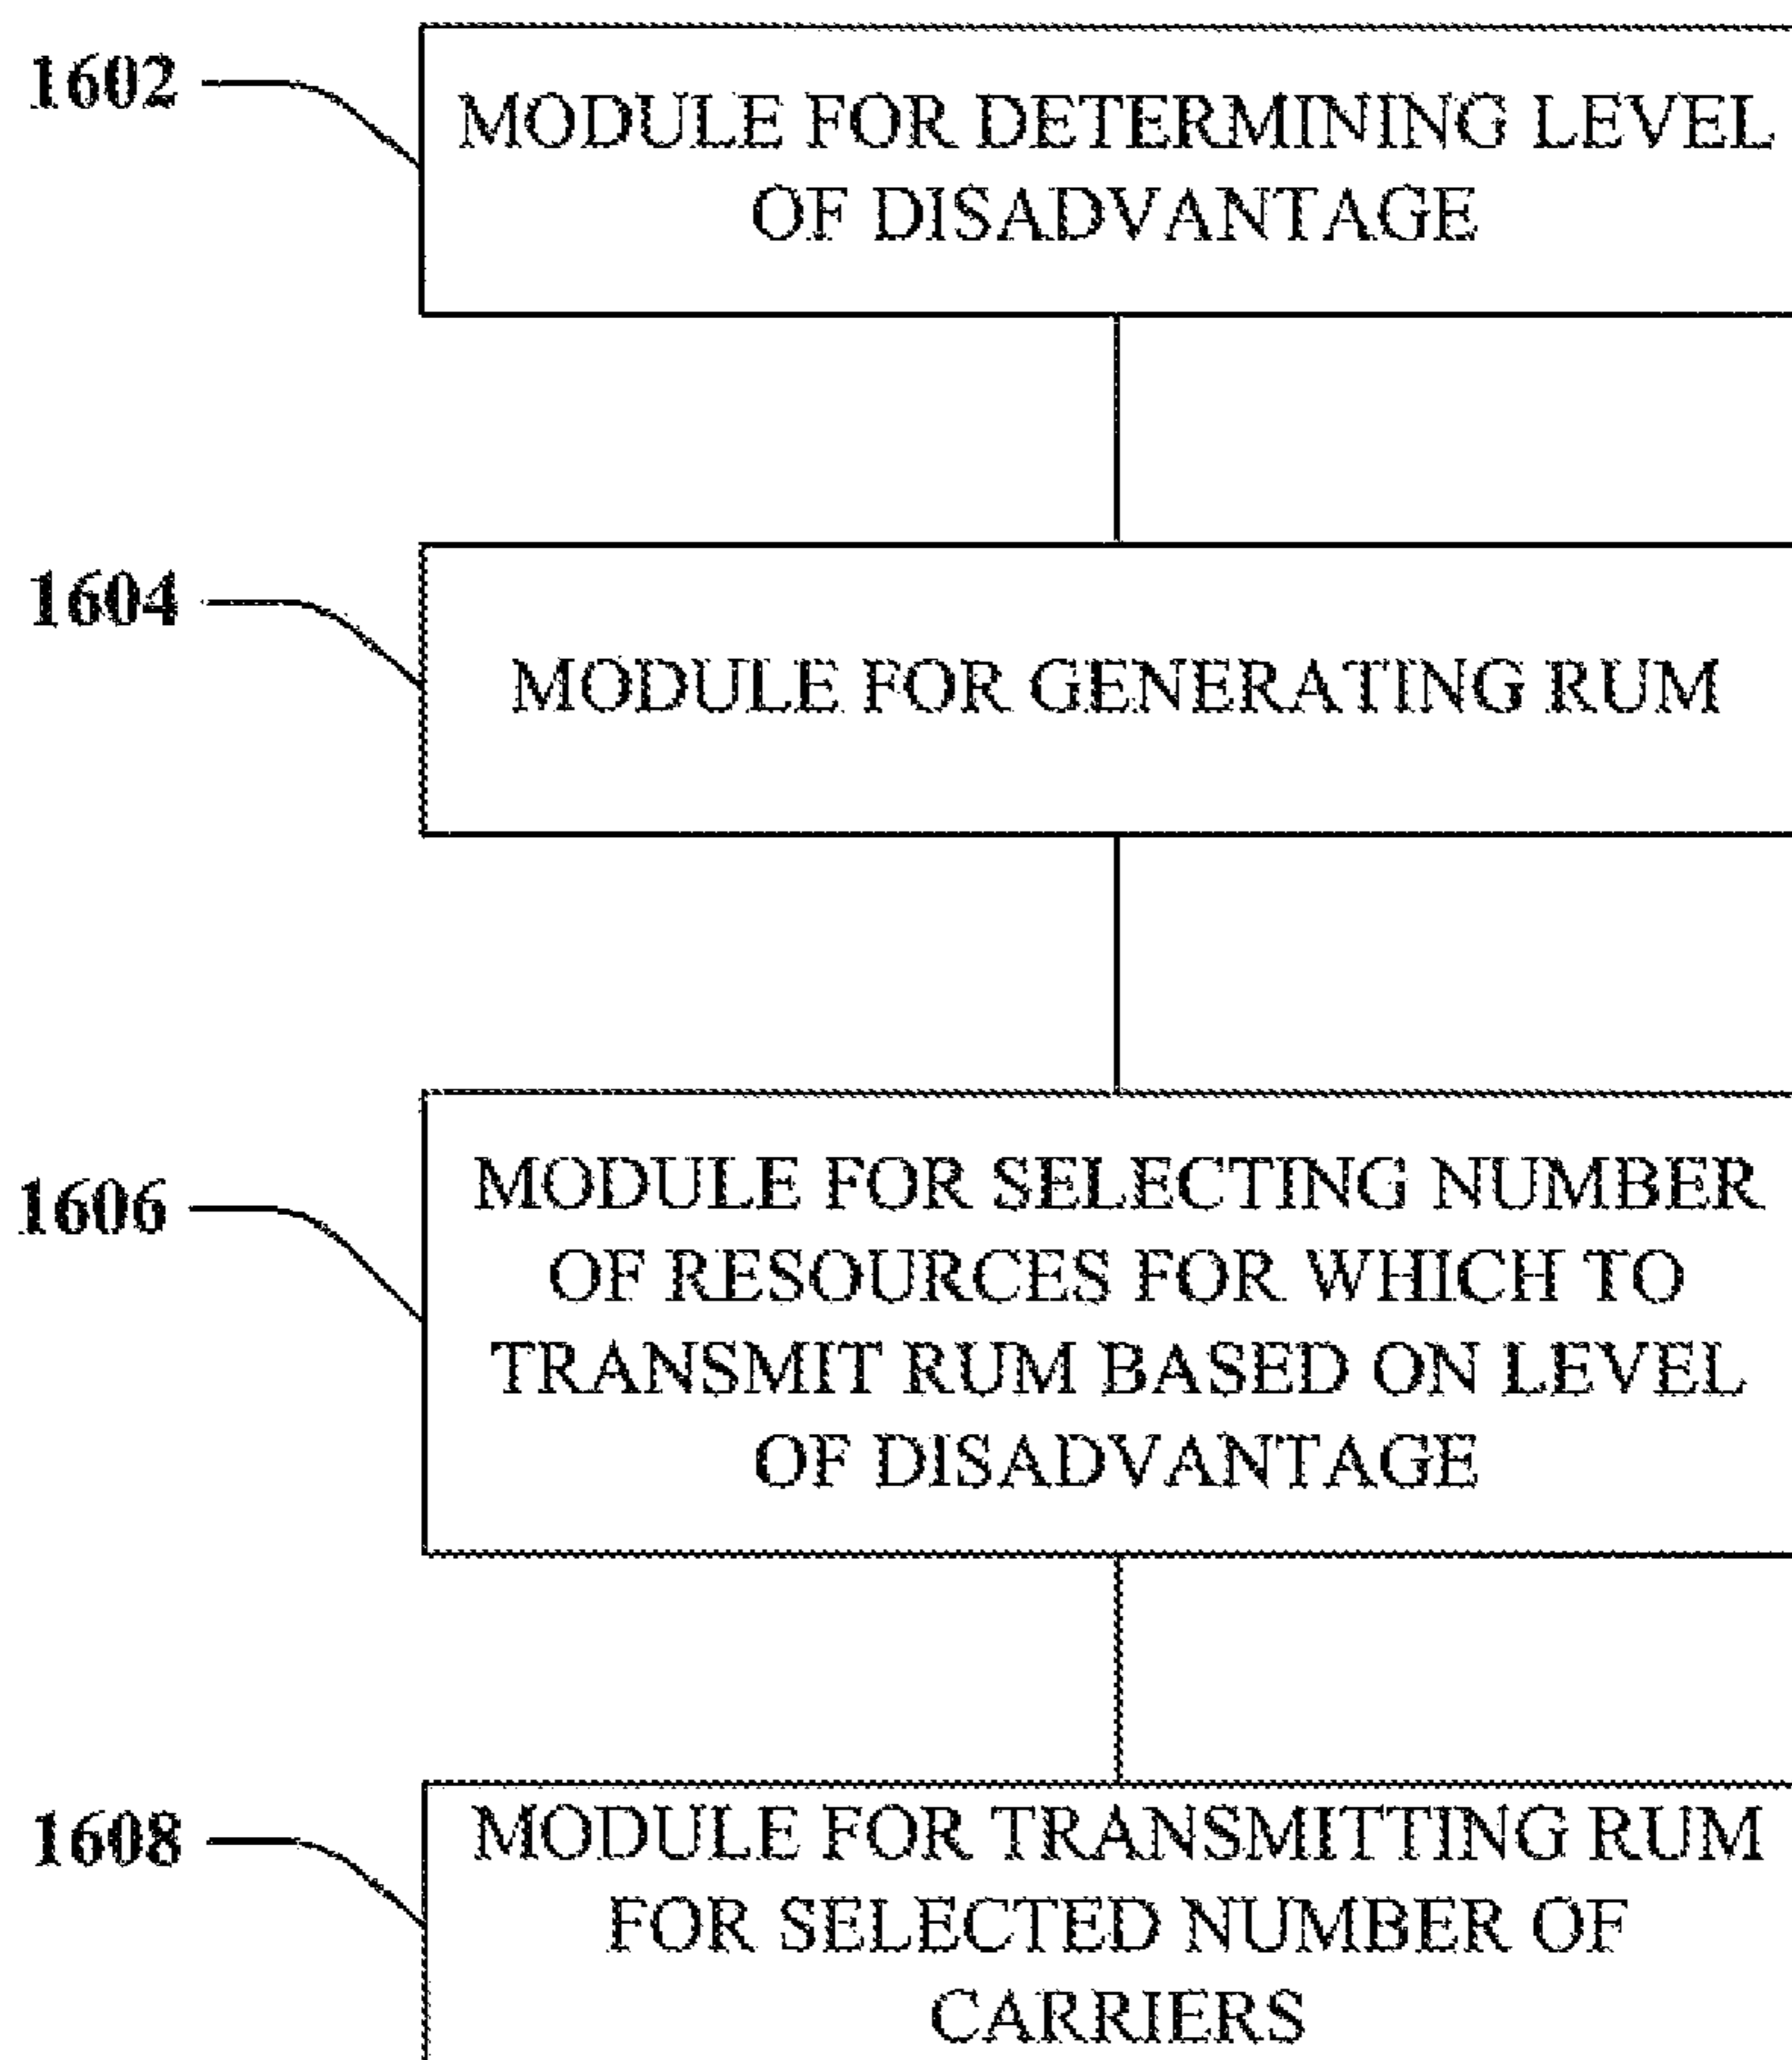 1602
MODULE FOR DETERMINING LEVEL
OF DISADVANTAGE
1604
MODULE FOR GENERATING RUM
1606
MODULE FOR SELECTING NUMBER
OF RESOURCES FOR WHICH TO
TRANSMIT RUM BASED ON LEVEL
OF DISADVANTAGE
1608
MODULE FOR TRANSMITTING RUM
FOR SELECTED NUMBER OF
CARRIERS